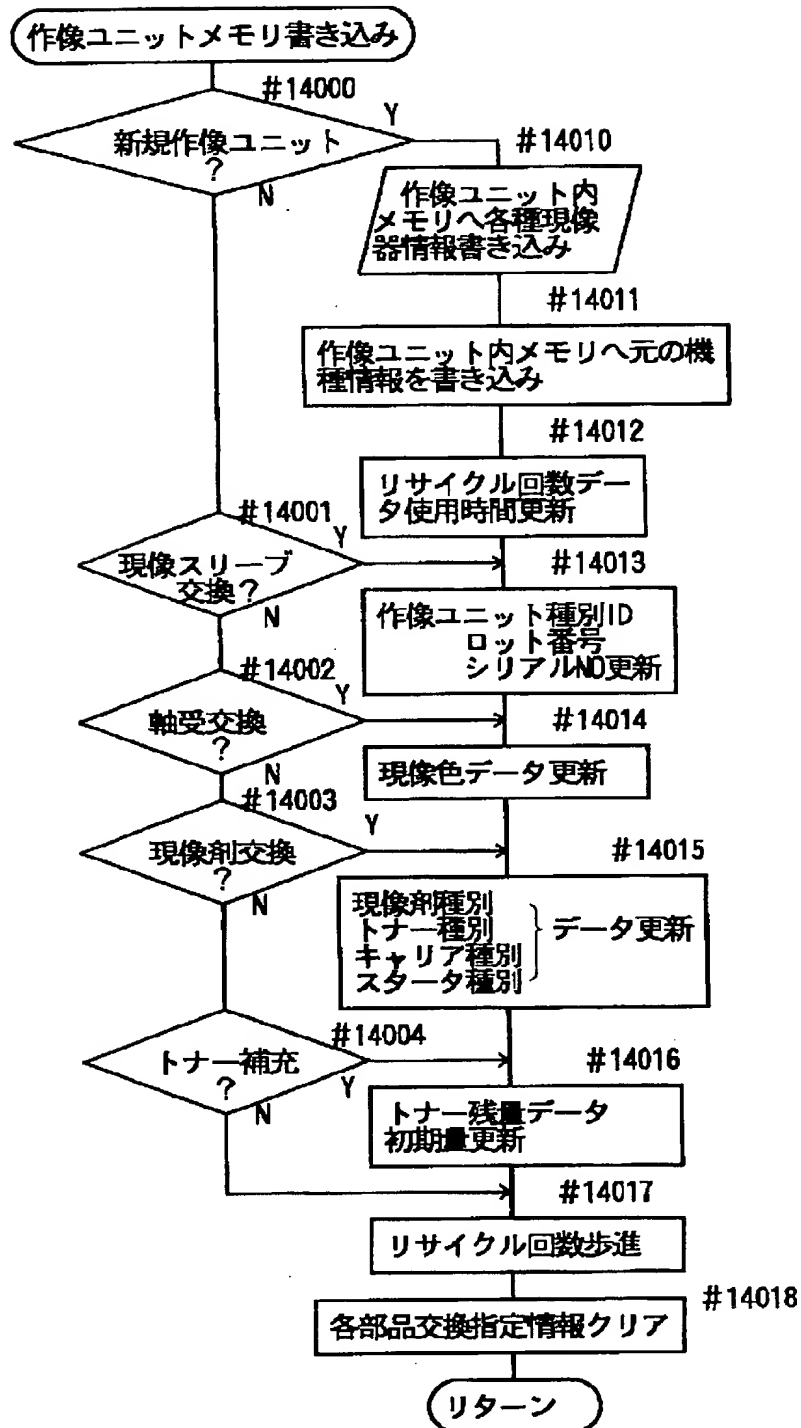 作像ユニットメモリ書き込み
#14000
新規作像ユニット
?
Y
N
#14010
作像ユニット内
メモリへ各種現像
器情報書き込み
#14011
作像ユニット内メモリへ元の機
種情報を書き込み
#14012
リサイクル回数デー
タ使用時間更新
#14001
現像スリーブ
交換?
Y
N
#14013
作像ユニット種別ID
ロット番号
シリアルNO更新
#14002
軸受交換
?
Y
N
#14014
現像色データ更新
#14003
現像剤交換
?
Y
N
#14015
現像剤種別
トナー種別
キャリア種別
スタータ種別
データ更新
#14004
トナー補充
?
Y
N
#14016
トナー残量データ
初期量更新
#14017
リサイクル回数歩進
#14018
各部品交換指定情報クリア
リターン